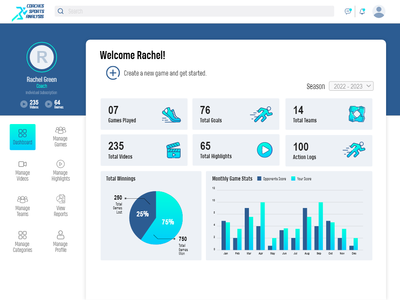 COACHES
SPORTS
ANALYSIS
Search
R
Rachel Green
Coach
235
Videos
64
Games
Dashboard
Manage
Games
Manage
Videos
Manage
Highlights
Manage
Teams
View
Reports
Manage
Categories
Manage
Profile
Welcome Rachel!
Create a new game and get started.
Season
2022 - 2023
07
Games Played
76
Total Goals
14
Total Teams
235
Total Videos
65
Total Highlights
100
Action Logs
Total Winnings
250
Total
Games
Lost
25%
75%
750
Total
Games
Won
Monthly Game Stats
Opponents Score
Your Score
Jan
Feb
Mar
Apr
May
Jun
Jul
Aug
Sep
Oct
Nov
Dec